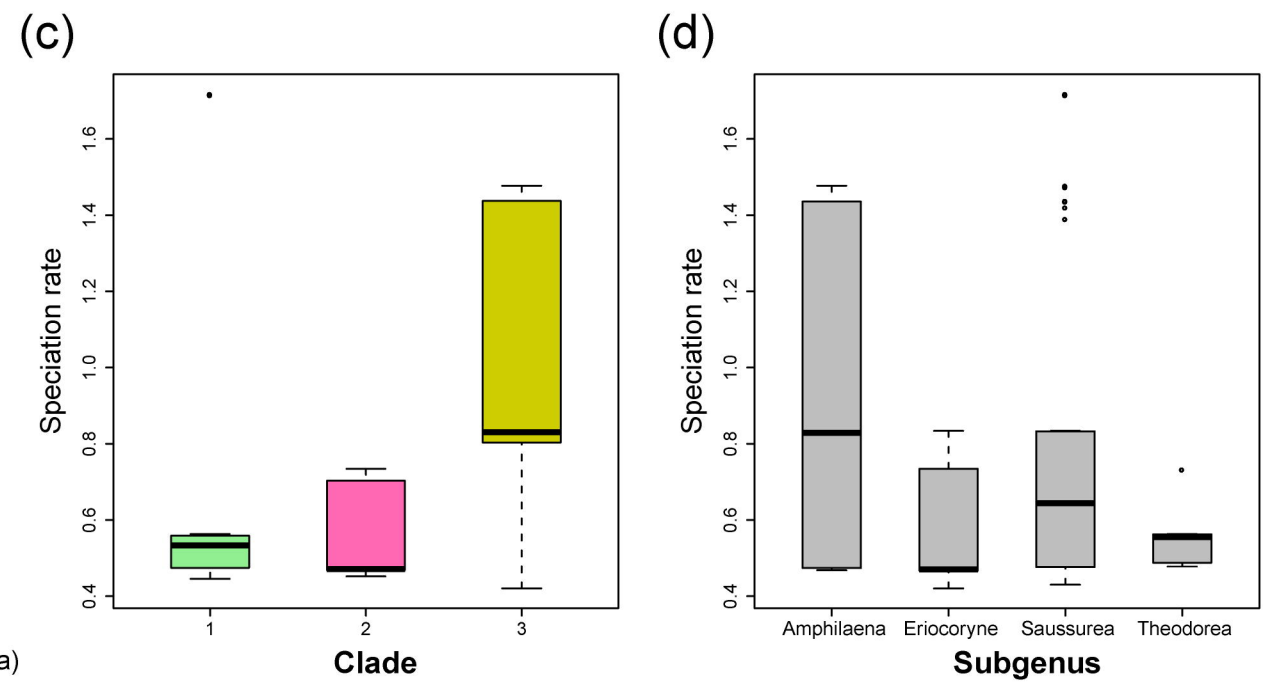 (c)
(d)
Speciation rate
1.6
1.4
1.2
1.0
0.8
0.6
0.4
1
2
3
Clade
Speciation rate
1.6
1.4
1.2
1.0
0.8
0.6
0.4
Amphilaena Eriocoryne Saussurea Theodorea
Subgenus
a)